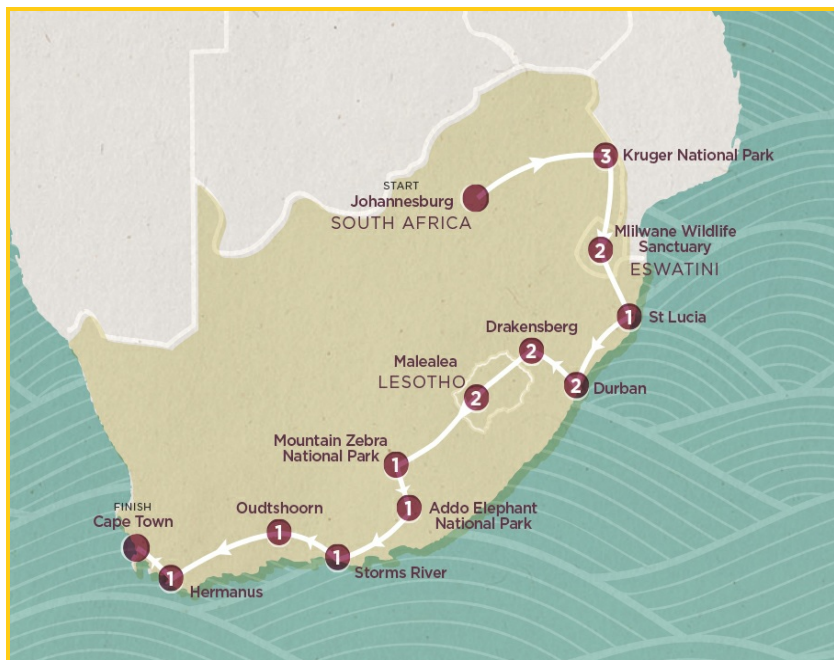 START
Johannesburg
SOUTH AFRICA
3
Kruger National Park
2
Mlilwane Wildlife
Sanctuary
ESWATINI
1
St Lucia
2
Durban
Drakensberg
2
Malealea
LESOTHO
2
Mountain Zebra
National Park
1
1
Addo Elephant
National Park
1
Storms River
Oudtshoorn
1
1
Hermanus
FINISH
Cape Town